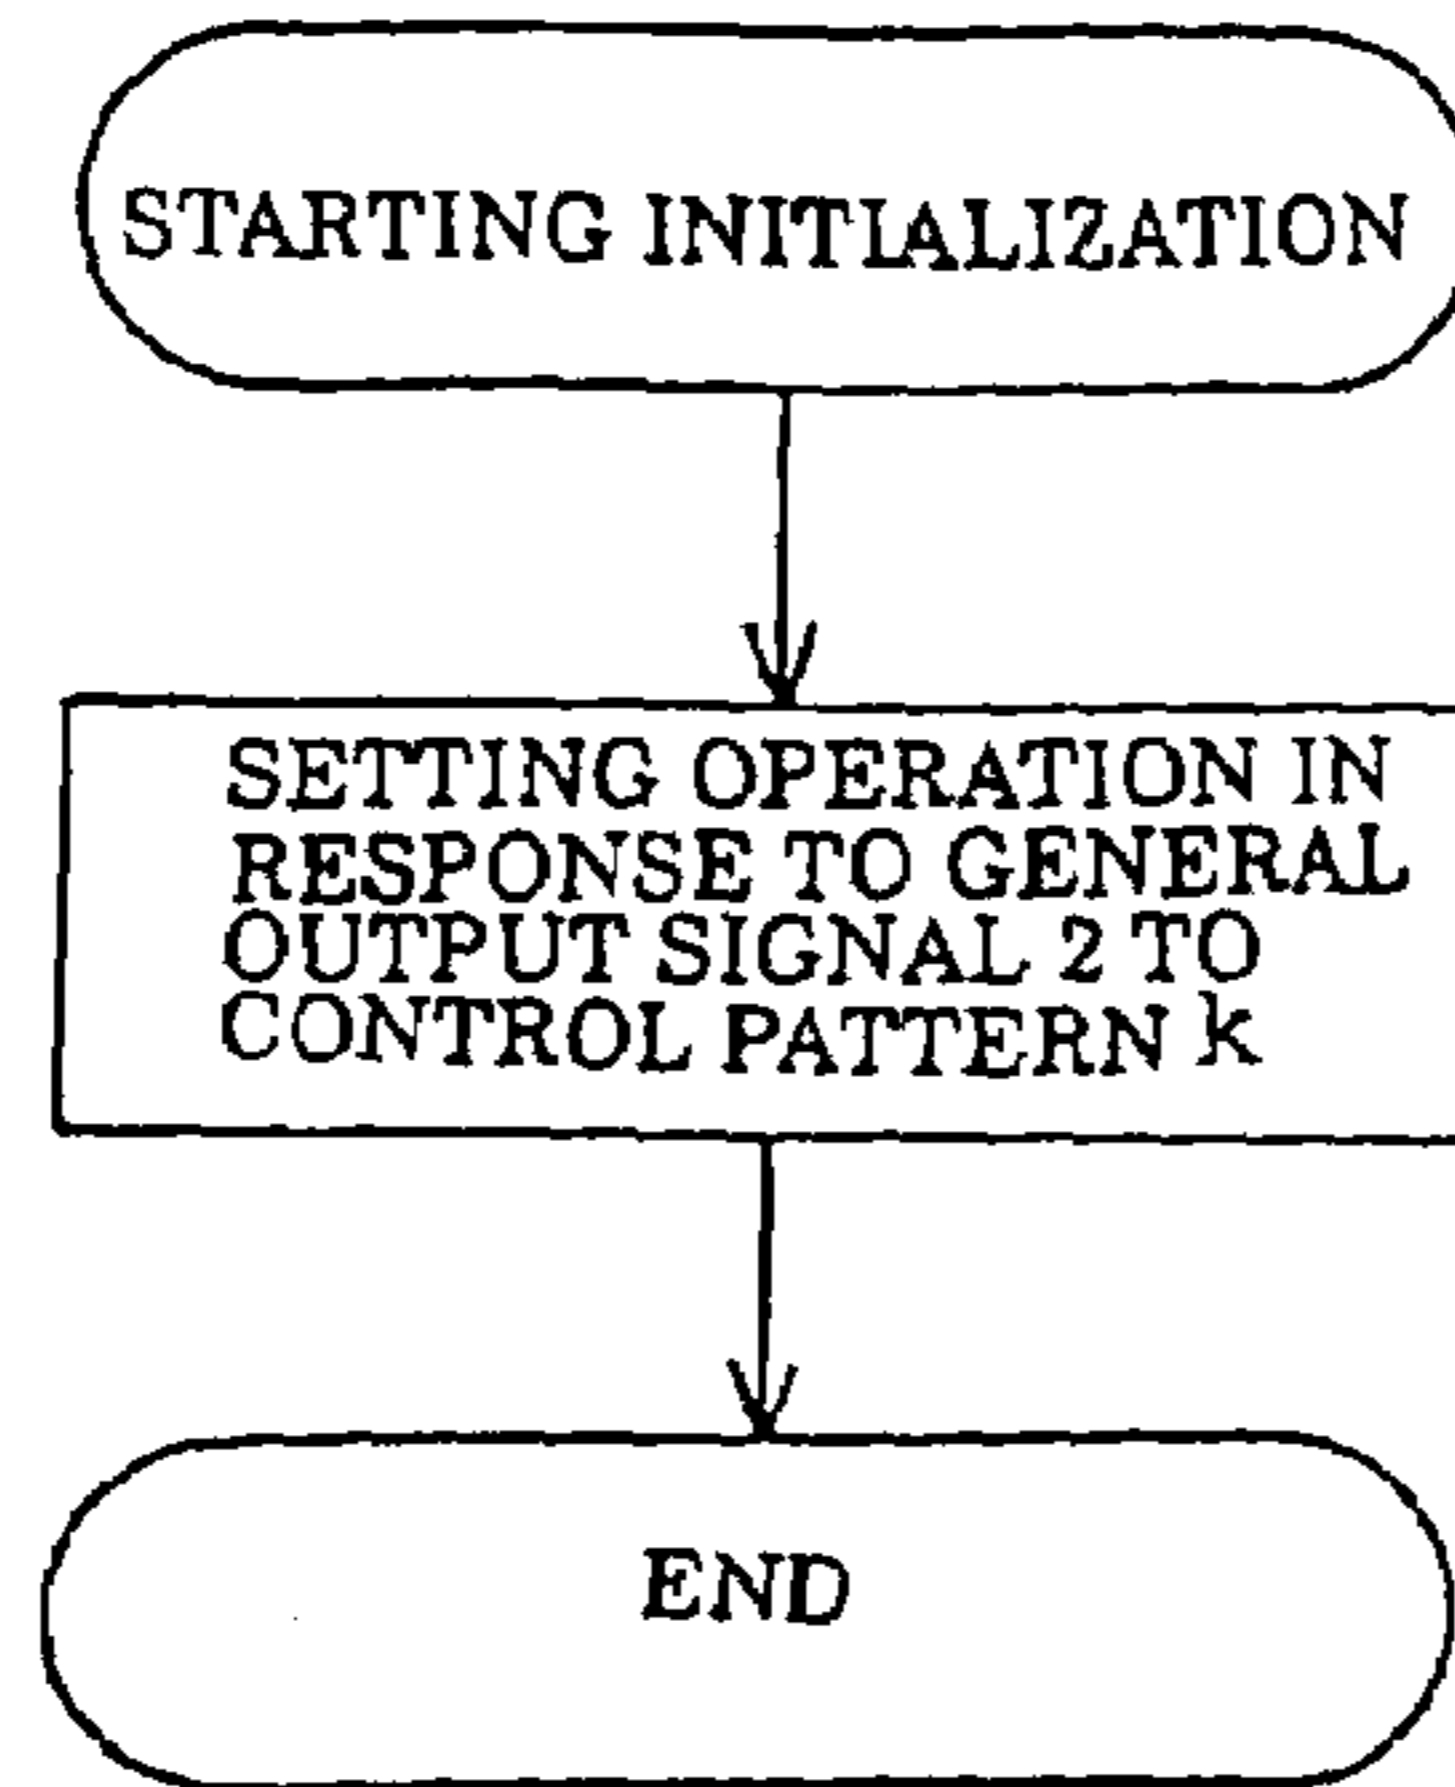 STARTING INITIALIZATION
SETTING OPERATION IN
RESPONSE TO GENERAL
OUTPUT SIGNAL 2 TO
CONTROL PATTERN k
END